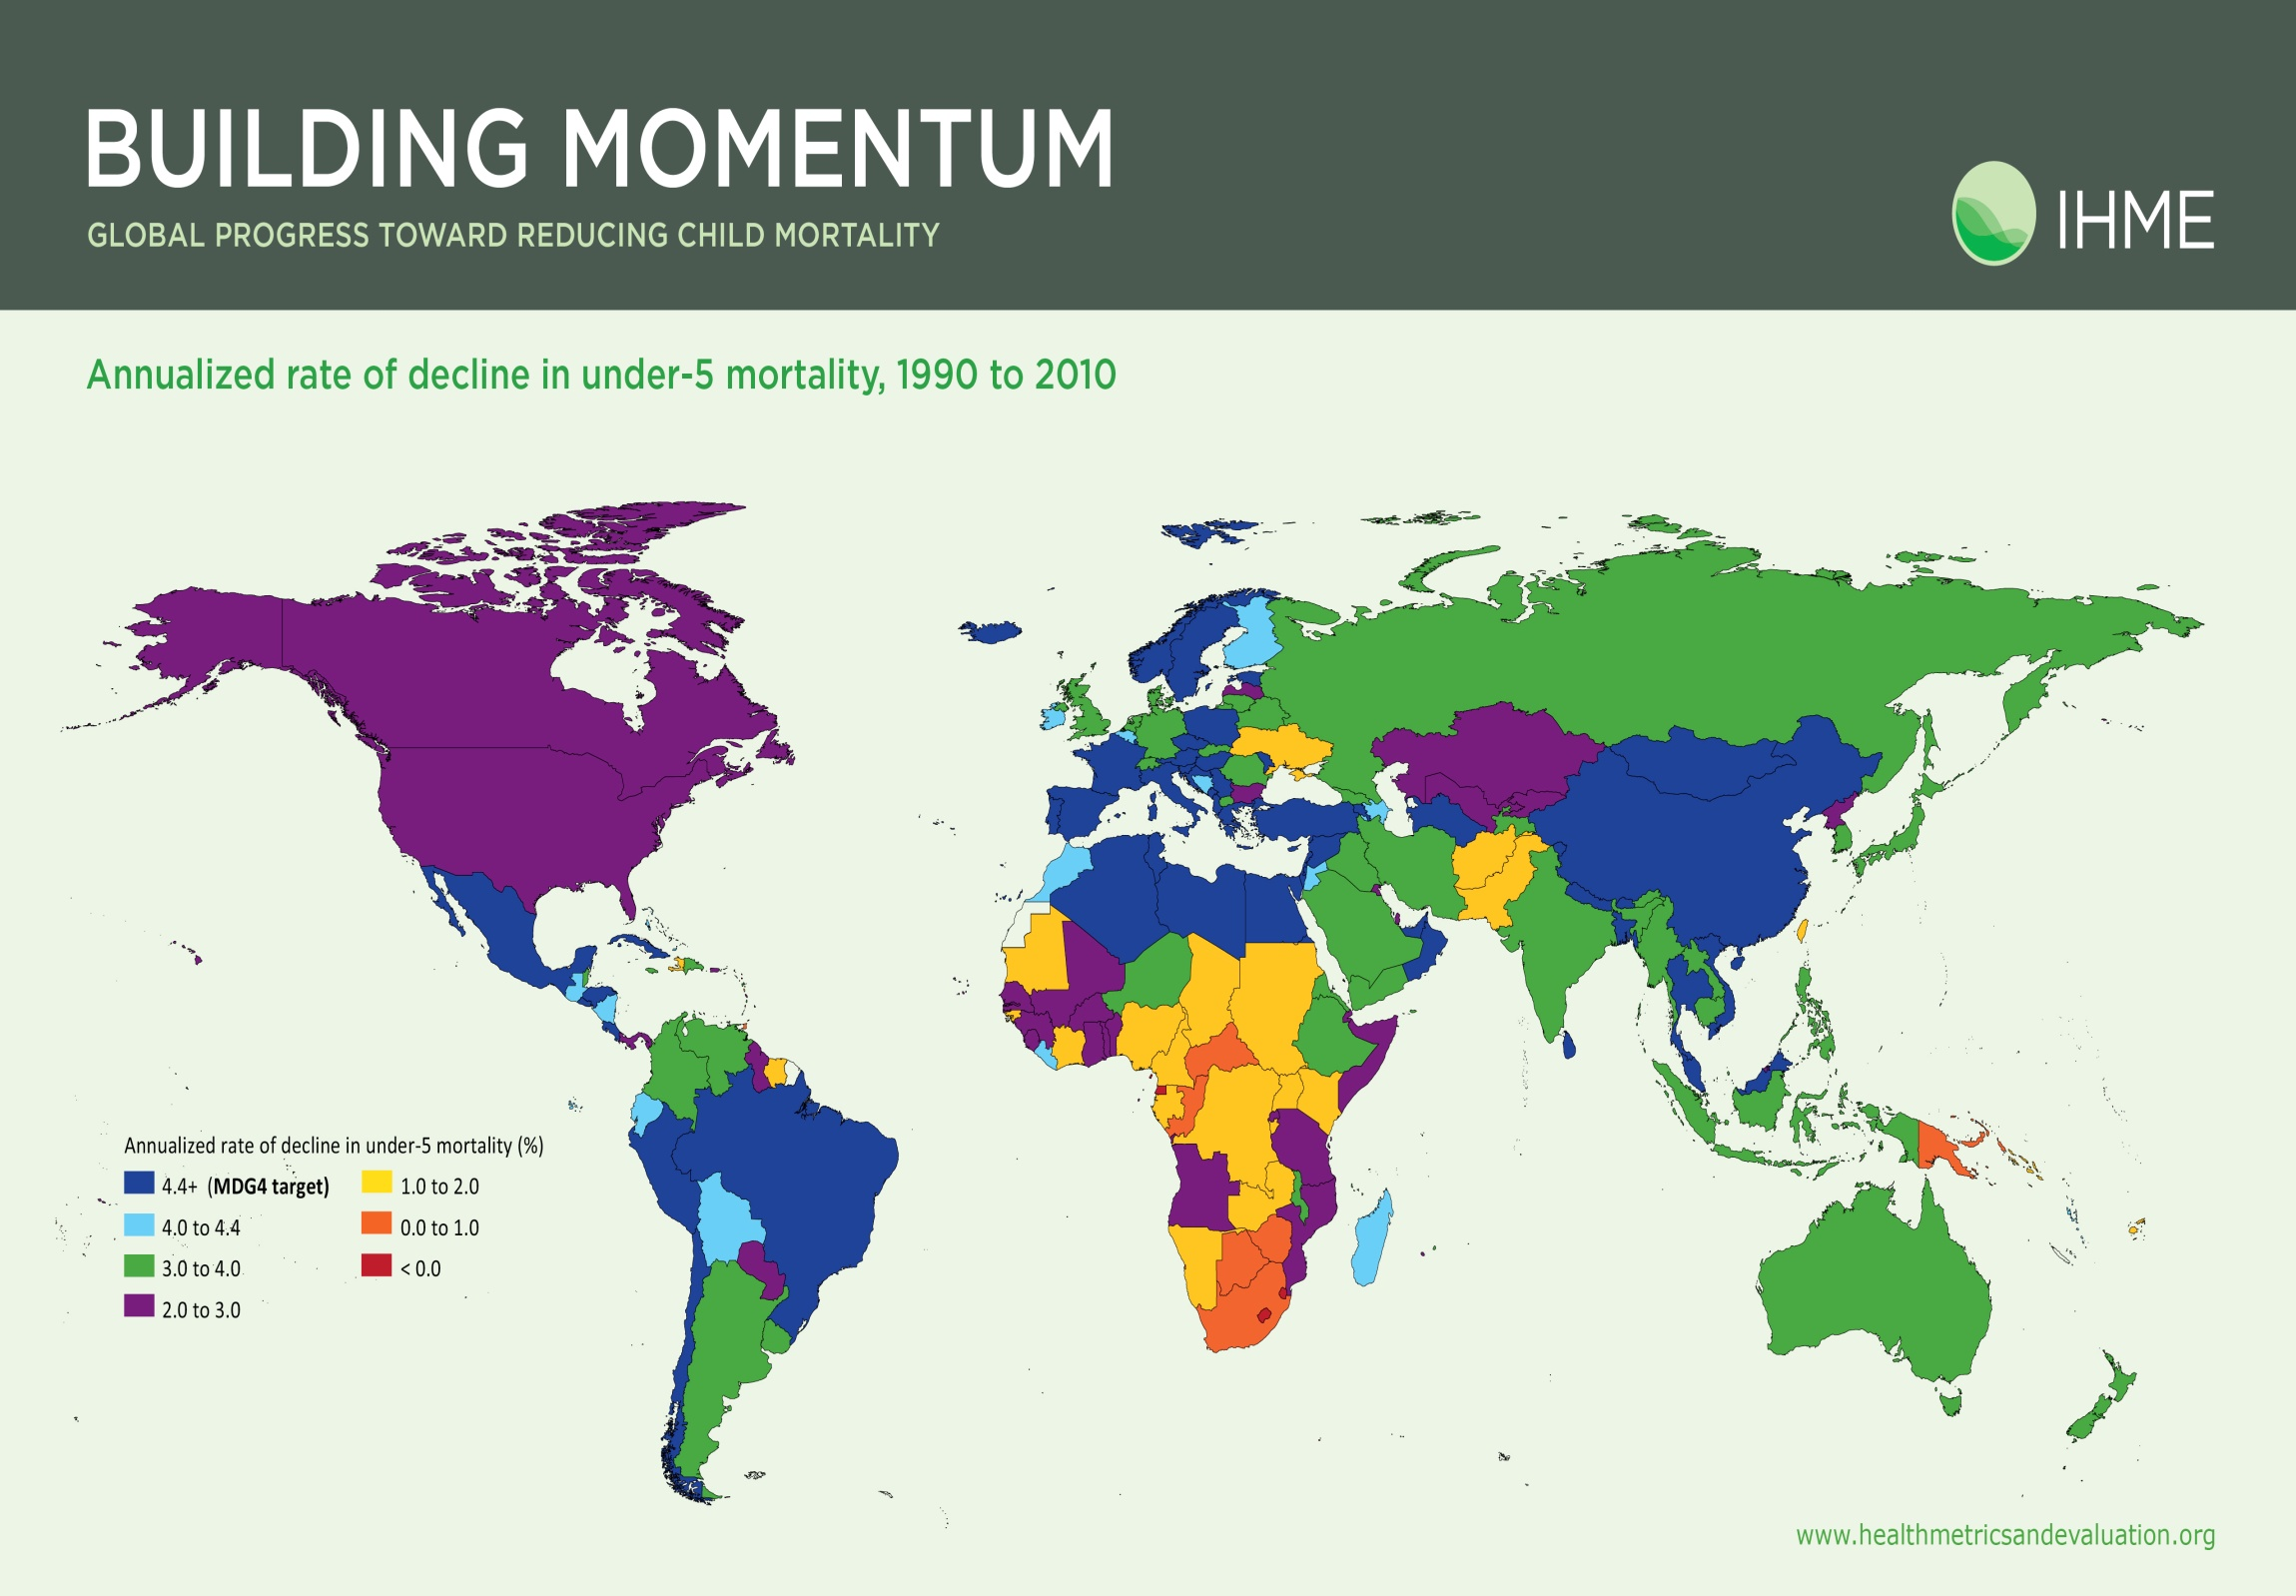 BUILDING MOMENTUM
GLOBAL PROGRESS TOWARD REDUCING CHILD MORTALITY
IHME
Annualized rate of decline in under-5 mortality, 1990 to 2010
Annualized rate of decline in under-5 mortality (%)
4.4+ (MDG4 target)
4.0 to 4.4
3.0 to 4.0
2.0 to 3.0
1.0 to 2.0
0.0 to 1.0
< 0.0
www.healthmetricsandevaluation.org